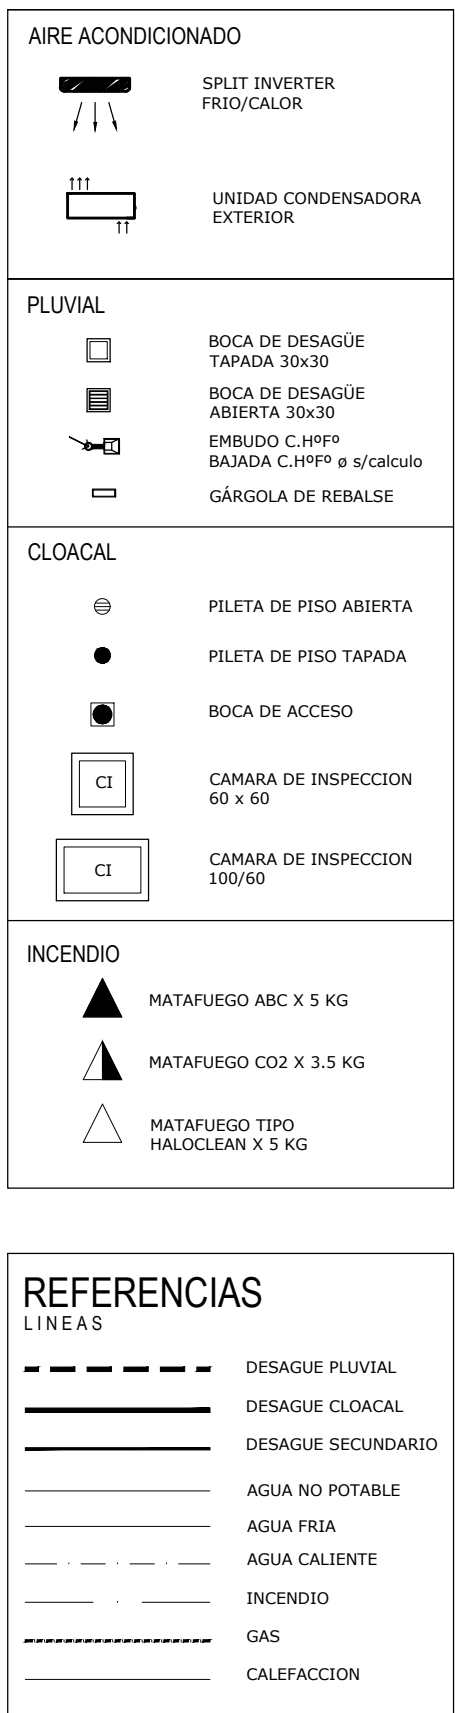 AIRE ACONDICIONADO
SPLIT INVERTER
FRIO/CALOR
UNIDAD CONDENSADORA
EXTERIOR
PLUVIAL
BOCA DE DESAGÜE
TAPADA 30x30
BOCA DE DESAGÜE
ABIERTA 30x30
EMBUDO C.HºFº
BAJADA C.HºFº ø s/calculo
GÁRGOLA DE REBALSE
CLOACAL
PILETA DE PISO ABIERTA
PILETA DE PISO TAPADA
BOCA DE ACCESO
CI
CAMARA DE INSPECCION
60 x 60
CI
CAMARA DE INSPECCION
100/60
INCENDIO
MATAFUEGO ABC X 5 KG
MATAFUEGO CO2 X 3.5 KG
MATAFUEGO TIPO
HALOCLEAN X 5 KG
REFERENCIAS
LINEAS
DESAGUE PLUVIAL
DESAGUE CLOACAL
DESAGUE SECUNDARIO
AGUA NO POTABLE
AGUA FRIA
AGUA CALIENTE
INCENDIO
GAS
CALEFACCION